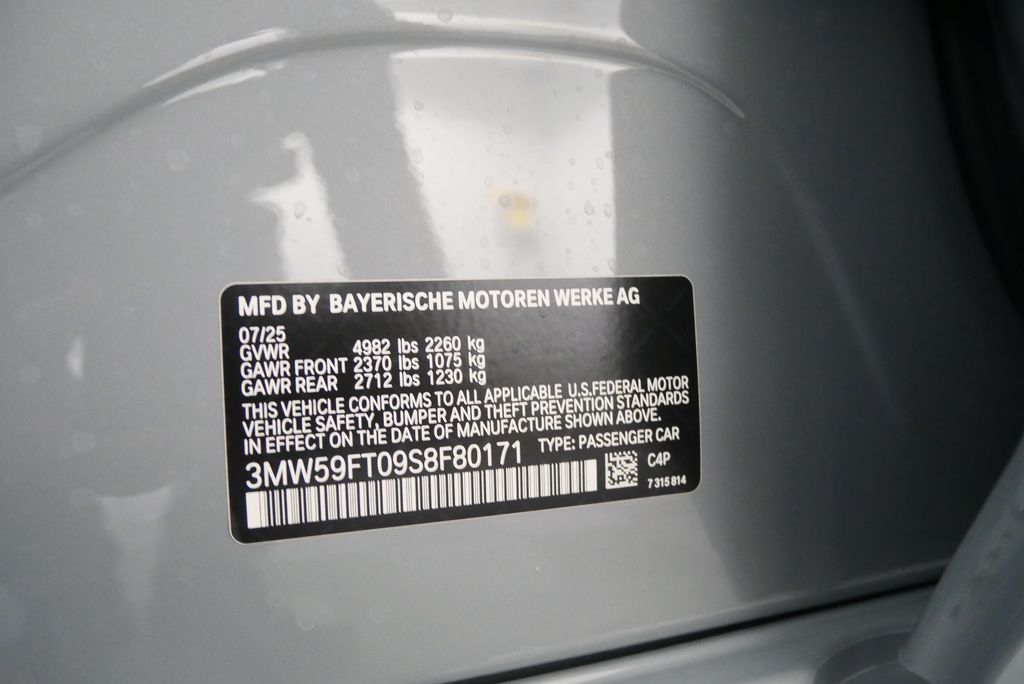 MFD BY BAYERISCHE MOTOREN WERKE AG
07/25
GVWR 4982 lbs 2260 kg
GAWR FRONT 2370 lbs 1075 kg
GAWR REAR 2712 lbs 1230 kg
THIS VEHICLE CONFORMS TO ALL APPLICABLE U.S.FEDERAL MOTOR
VEHICLE SAFETY, BUMPER AND THEFT PREVENTION STANDARDS
IN EFFECT ON THE DATE OF MANUFACTURE SHOWN ABOVE.
3MW59FT09S8F80171 TYPE: PASSENGER CAR
C4P
7 315 814